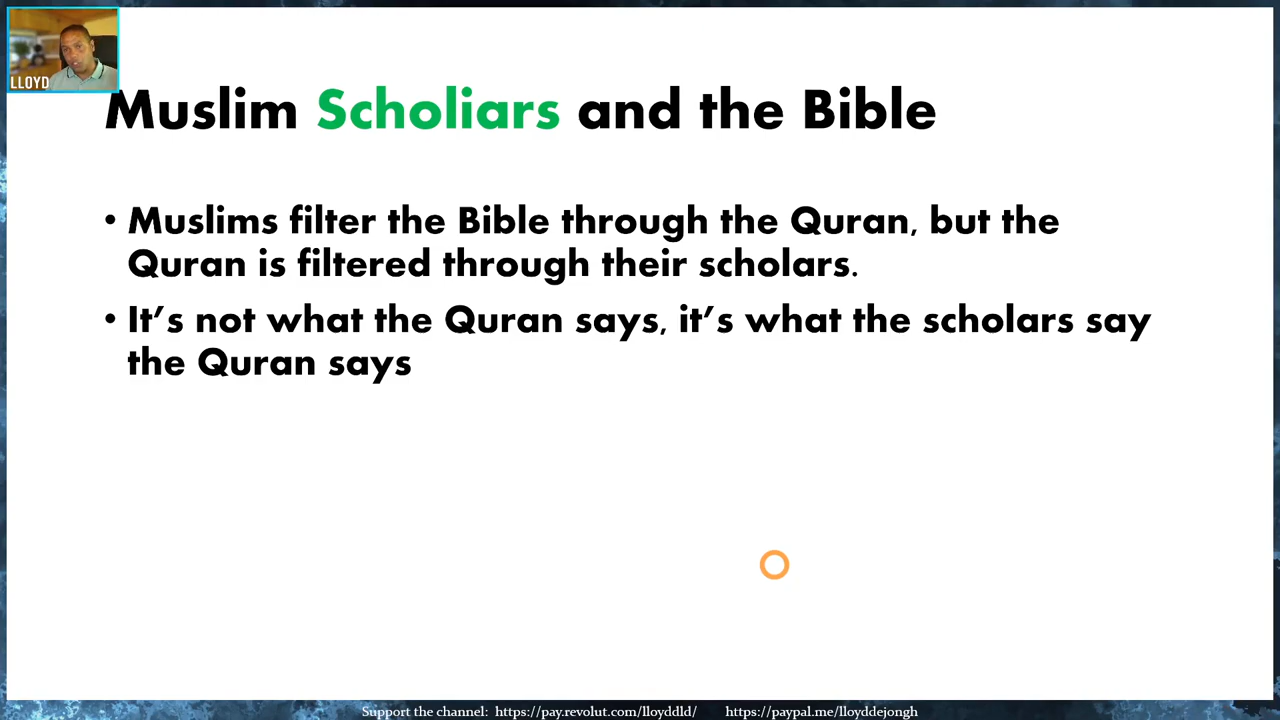 LLOYD
Muslim Scholiars and the Bible
• Muslims filter the Bible through the Quran, but the
Quran is filtered through their scholars.
• It’s not what the Quran says, it’s what the scholars say
the Quran says
Support the channel: https://pay.revolut.com/lloyddld/ https://paypal.me/lloyddejongh